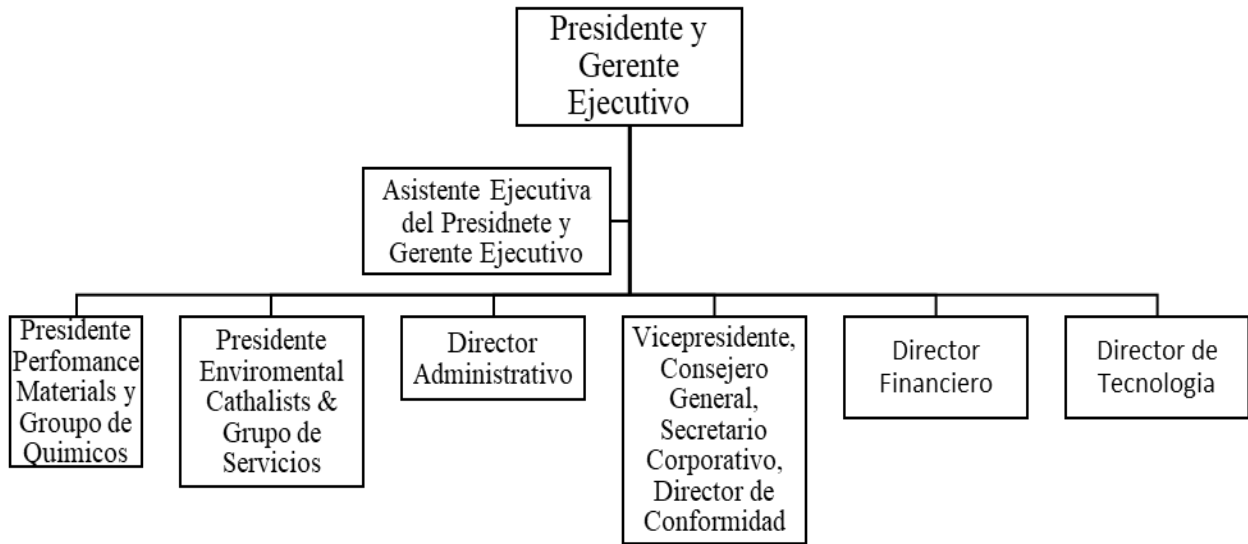 Presidente y
Gerente
Ejecutivo
Asistente Ejecutiva
del Presidnete y
Gerente Ejecutivo
Presidente
Perfomance
Materials y
Groupo de
Quimicos
Presidente
Enviromental
Cathalists &
Grupo de
Servicios
Director
Administrativo
Vicepresidente,
Consejero
General,
Secretario
Corporativo,
Director de
Conformidad
Director
Financiero
Director de
Tecnologia